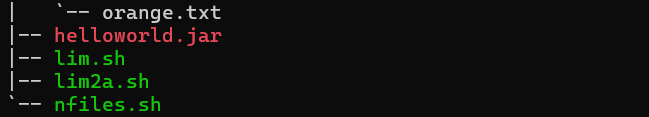 |   `-- orange.txt
|-- helloworld.jar
|-- lim.sh
|-- lim2a.sh
`-- nfiles.sh